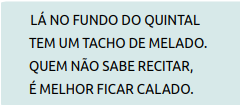 LÁ NO FUNDO DO QUINTAL
TEM UM TACHO DE MELADO.
QUEM NÃO SABE RECITAR,
É MELHOR FICAR CALADO.